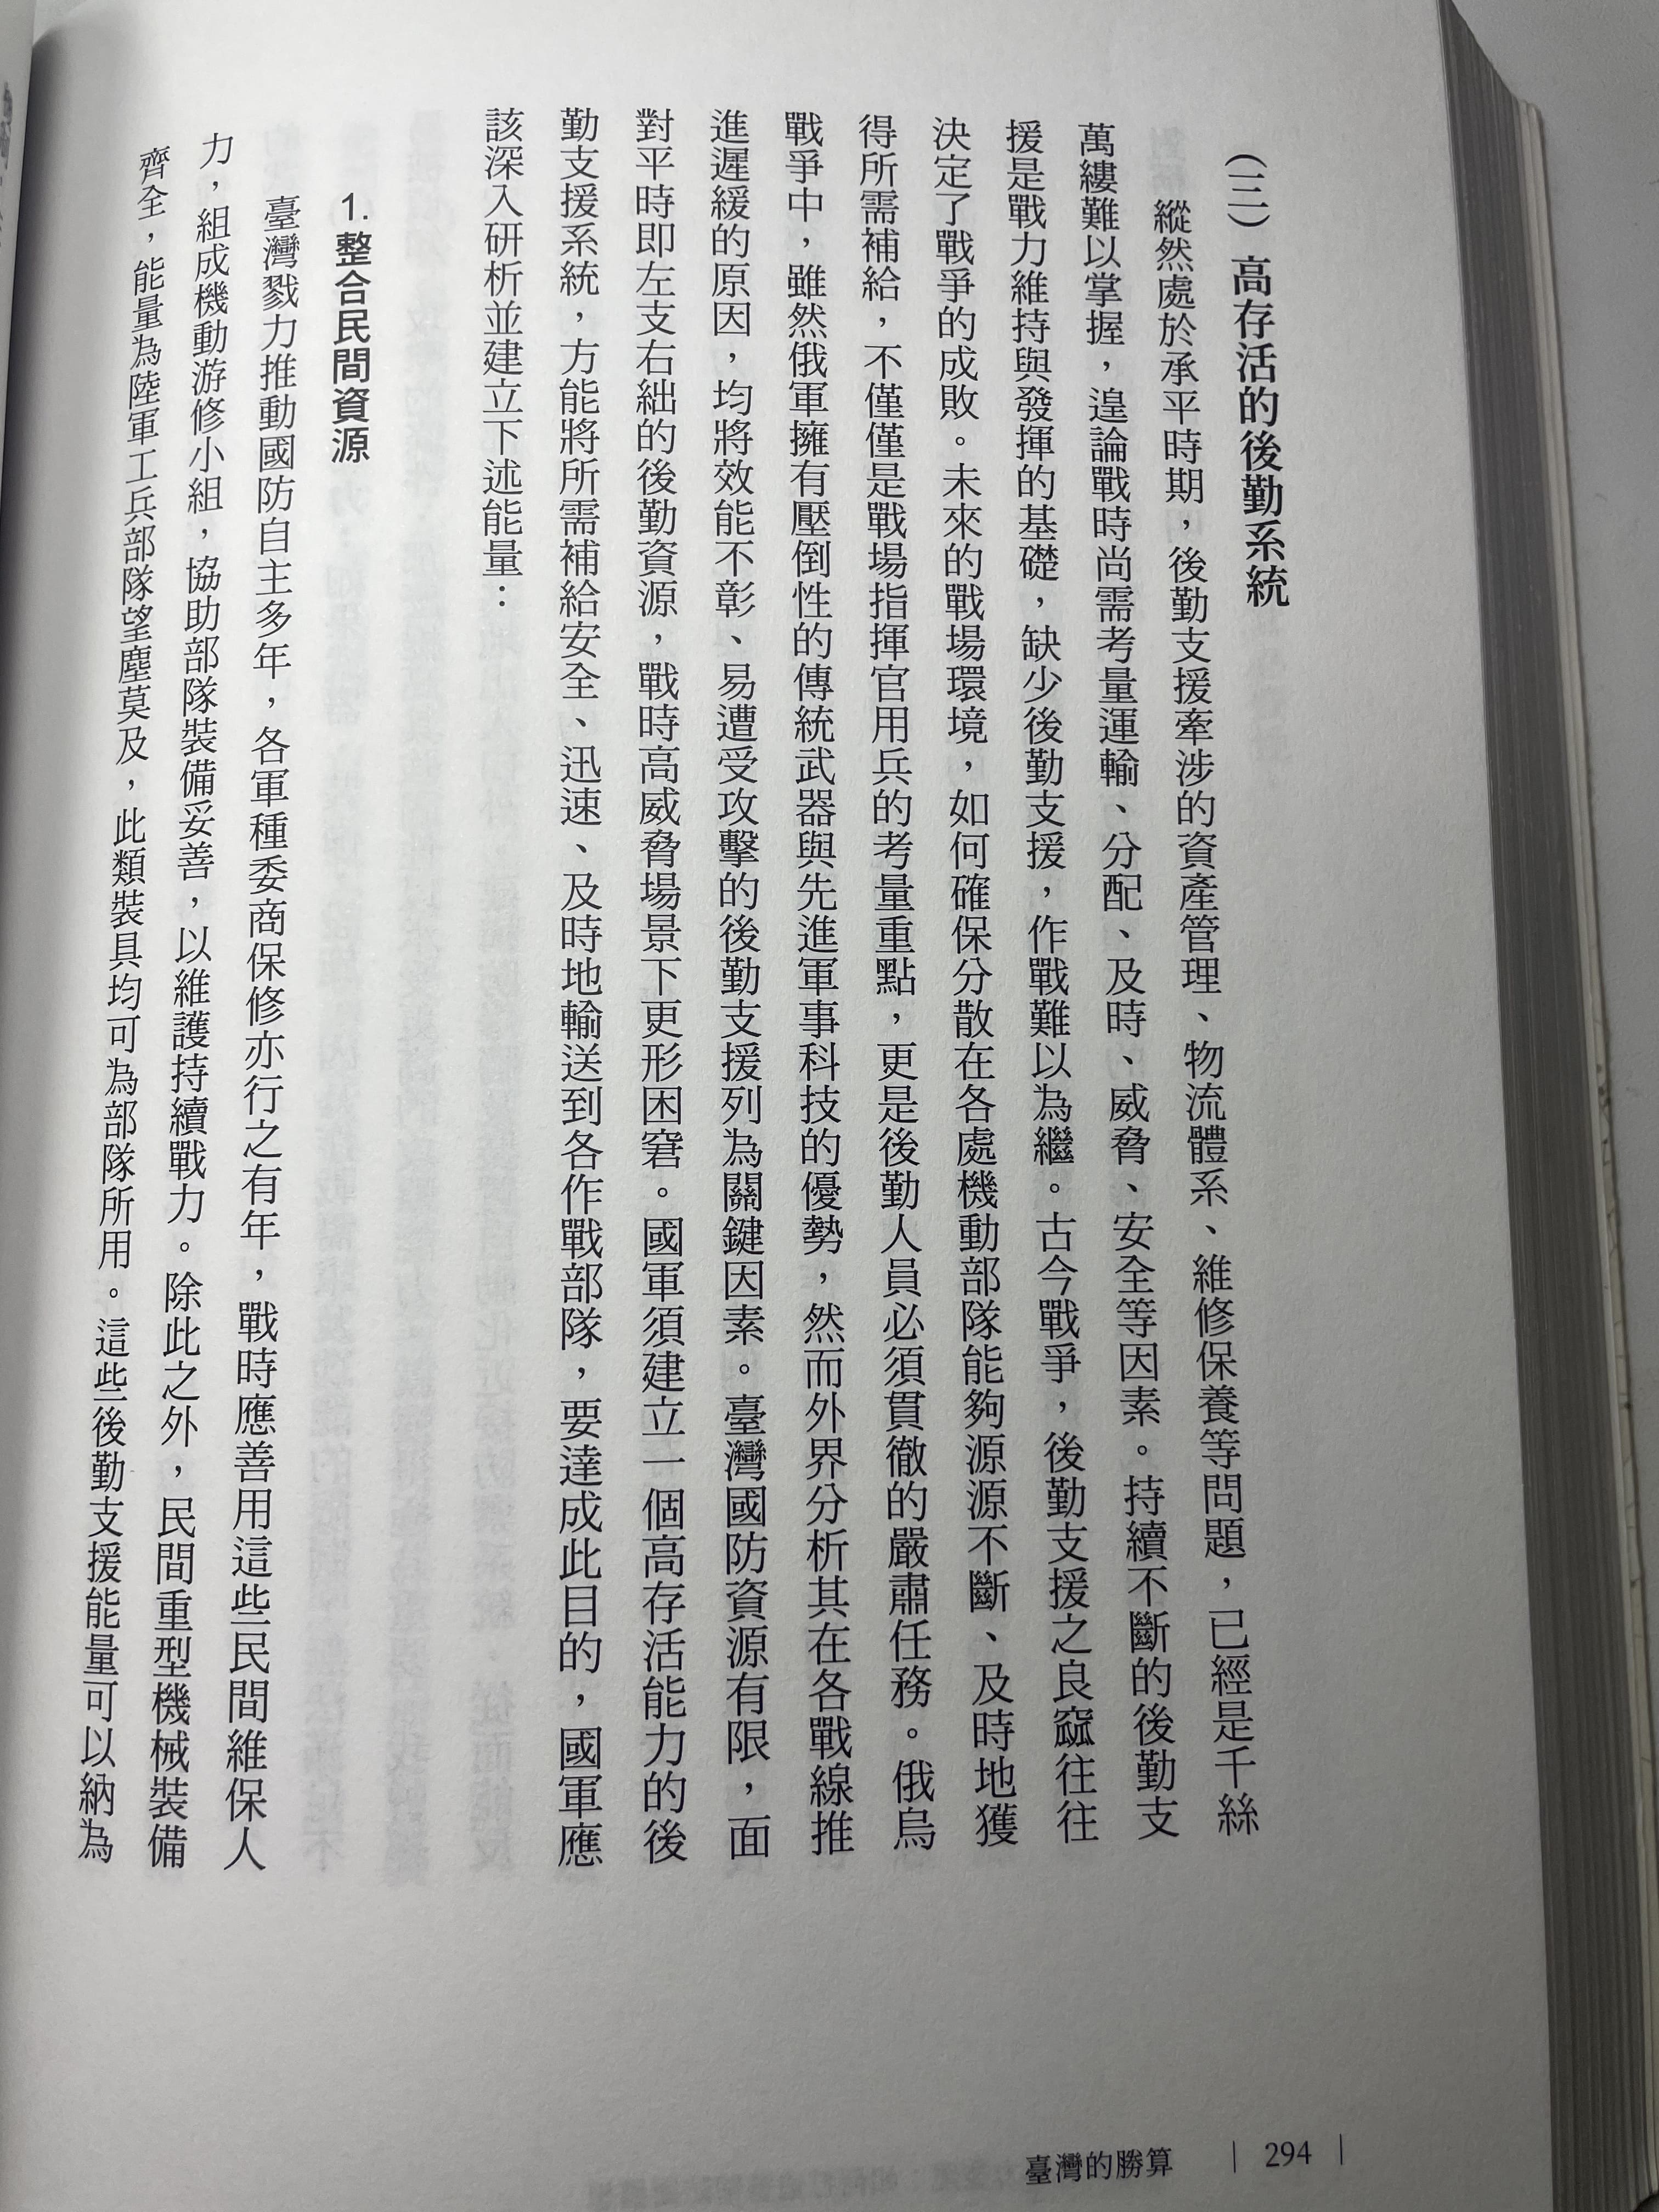 (三) 高存活的後勤系統
縱然處於承平時期，後勤支援牽涉的資產管理、物流體系、維修保養等問題，已經是千絲
萬縷難以掌握，遑論戰時尚需考量運輸、分配、及時、威脅、安全等因素。持續不斷的後勤支
援是戰力維持與發揮的基礎，缺少後勤支援，作戰難以為繼。古今戰爭，後勤支援之良窳往往
決定了戰爭的成敗。未來的戰場環境，如何確保分散在各處機動部隊能夠源源不斷、及時地獲
得所需補給，不僅僅是戰場指揮官用兵的考量重點，更是後勤人員必須貫徹的嚴肅任務。俄烏
戰爭中，雖然俄軍擁有壓倒性的傳統武器與先進軍事科技的優勢，然而外界分析其在各戰線推
進遲緩的原因，均將效能不彰、易遭受攻擊的後勤支援列為關鍵因素。臺灣國防資源有限，面
對平時即左支右絀的後勤資源，戰時高威脅場景下更形困窘。國軍須建立一個高存活能力的後
勤支援系統，方能將所需補給安全、迅速、及時地輸送到各作戰部隊，要達成此目的，國軍應
該深入研析並建立下述能量：
1. 整合民間資源
臺灣戮力推動國防自主多年，各軍種委商保修亦行之有年，戰時應善用這些民間維保人
力，組成機動游修小組，協助部隊裝備妥善，以維護持續戰力。除此之外，民間重型機械裝備
齊全，能量為陸軍工兵部隊望塵莫及，此類裝具均可為部隊所用。這些後勤支援能量可以納為
臺灣的勝算 | 294 |